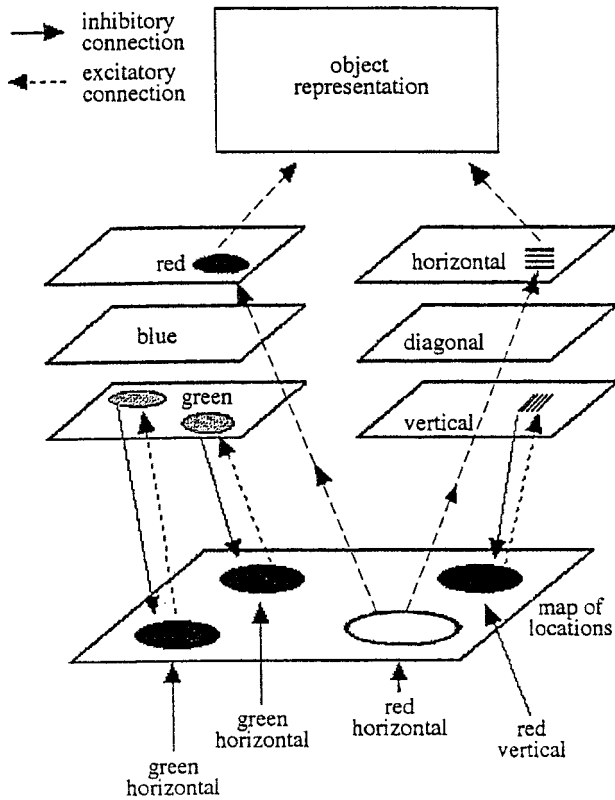 inhibitory
connection
excitatory
connection
object
representation
red
horizontal
blue
diagonal
green
vertical
map of
locations
green
horizontal
green
horizontal
red
horizontal
red
vertical